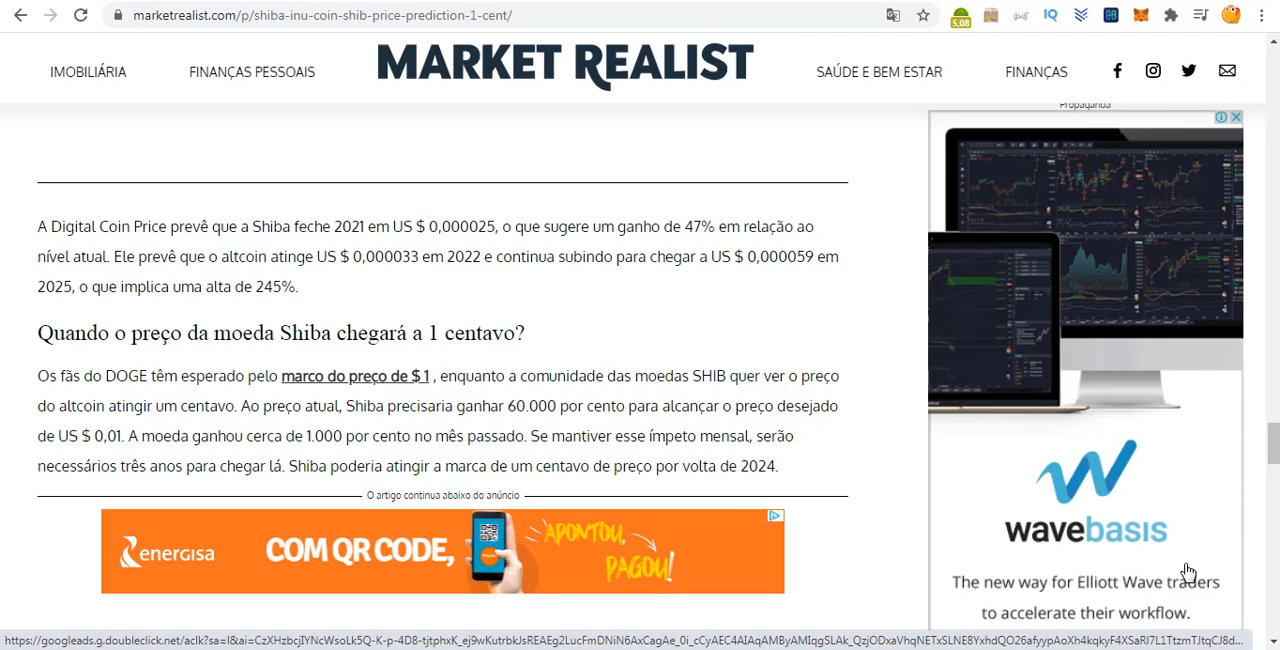 marketrealist.com/p/shiba-inu-coin-shib-price-prediction-1-cent/
5,08
IQ
IMOBILIÁRIA
FINANÇAS PESSOAIS
MARKET REALIST
SAÚDE E BEM ESTAR
FINANÇAS
Propaganda
A Digital Coin Price prevê que a Shiba feche 2021 em US $ 0,000025, o que sugere um ganho de 47% em relação ao
nível atual. Ele prevê que o altcoin atinge US $ 0,000033 em 2022 e continua subindo para chegar a US $ 0,000059 em
2025, o que implica uma alta de 245%.
Quando o preço da moeda Shiba chegará a 1 centavo?
Os fãs do DOGE têm esperado pelo marco de preço de $ 1 , enquanto a comunidade das moedas SHIB quer ver o preço
do altcoin atingir um centavo. Ao preço atual, Shiba precisaria ganhar 60.000 por cento para alcançar o preço desejado
de US $ 0,01. A moeda ganhou cerca de 1.000 por cento no mês passado. Se mantiver esse ímpeto mensal, serão
necessários três anos para chegar lá. Shiba poderia atingir a marca de um centavo de preço por volta de 2024.
O artigo continua abaixo do anúncio
energisa
COM QR CODE,
APONTOU,
PAGOU!
wavebasis
The new way for Elliott Wave traders
to accelerate their workflow.